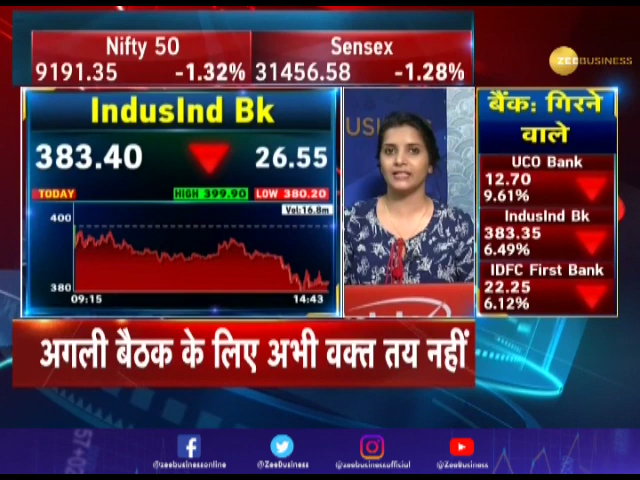 Nifty 50
9191.35 -1.32%
Sensex
31456.58 -1.28%
ZEEBUSINESS
IndusInd Bk
383.40 26.55
TODAY HIGH 399.90 LOW 380.20
Vol:16.8m
400
380
09:15 14:43
बैंक: गिरने
वाले
UCO Bank
12.70
9.61%
IndusInd Bk
383.35
6.49%
IDFC First Bank
22.25
6.12%
अगली बैठक के लिए अभी वक्त तय नहीं
@zeebusinessonline @ZeeBusiness @zeebusinessofficial @ZeeBusiness